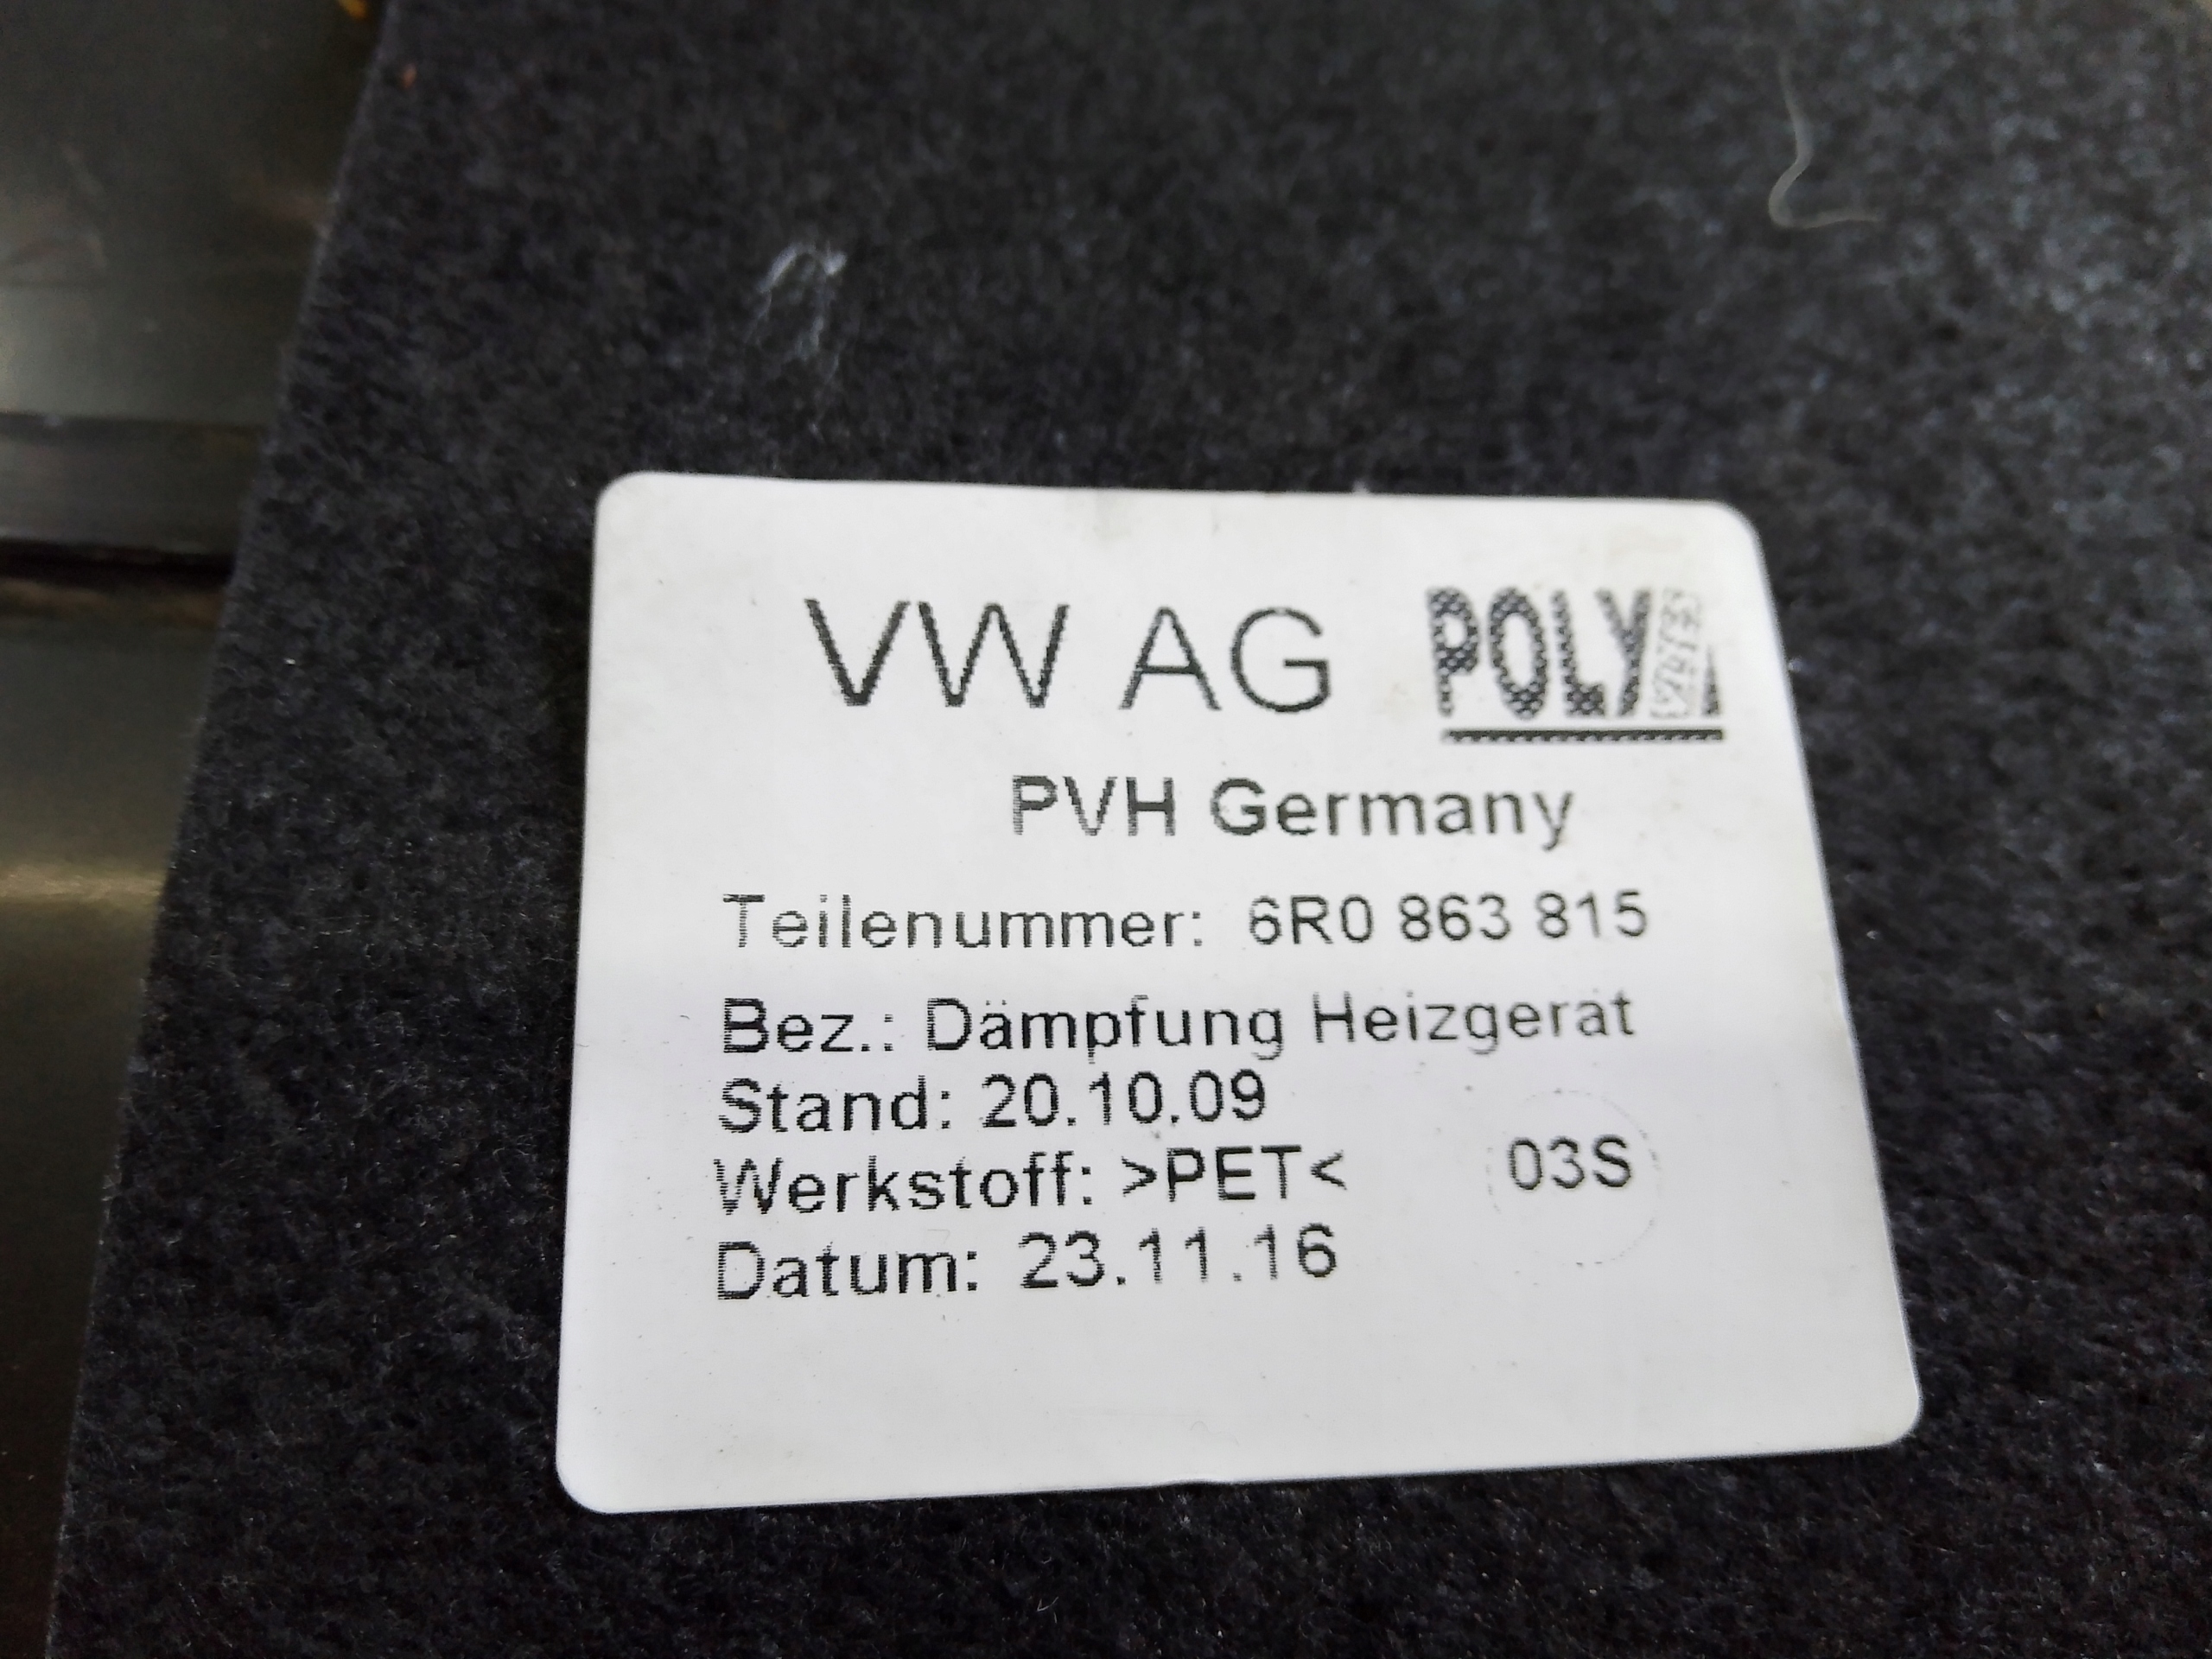 VW AG POLY
PVH Germany
Teilenummer: 6R0 863 815
Bez.: Dämpfung Heizgerät
Stand: 20.10.09
Werkstoff: >PET< 03S
Datum: 23.11.16